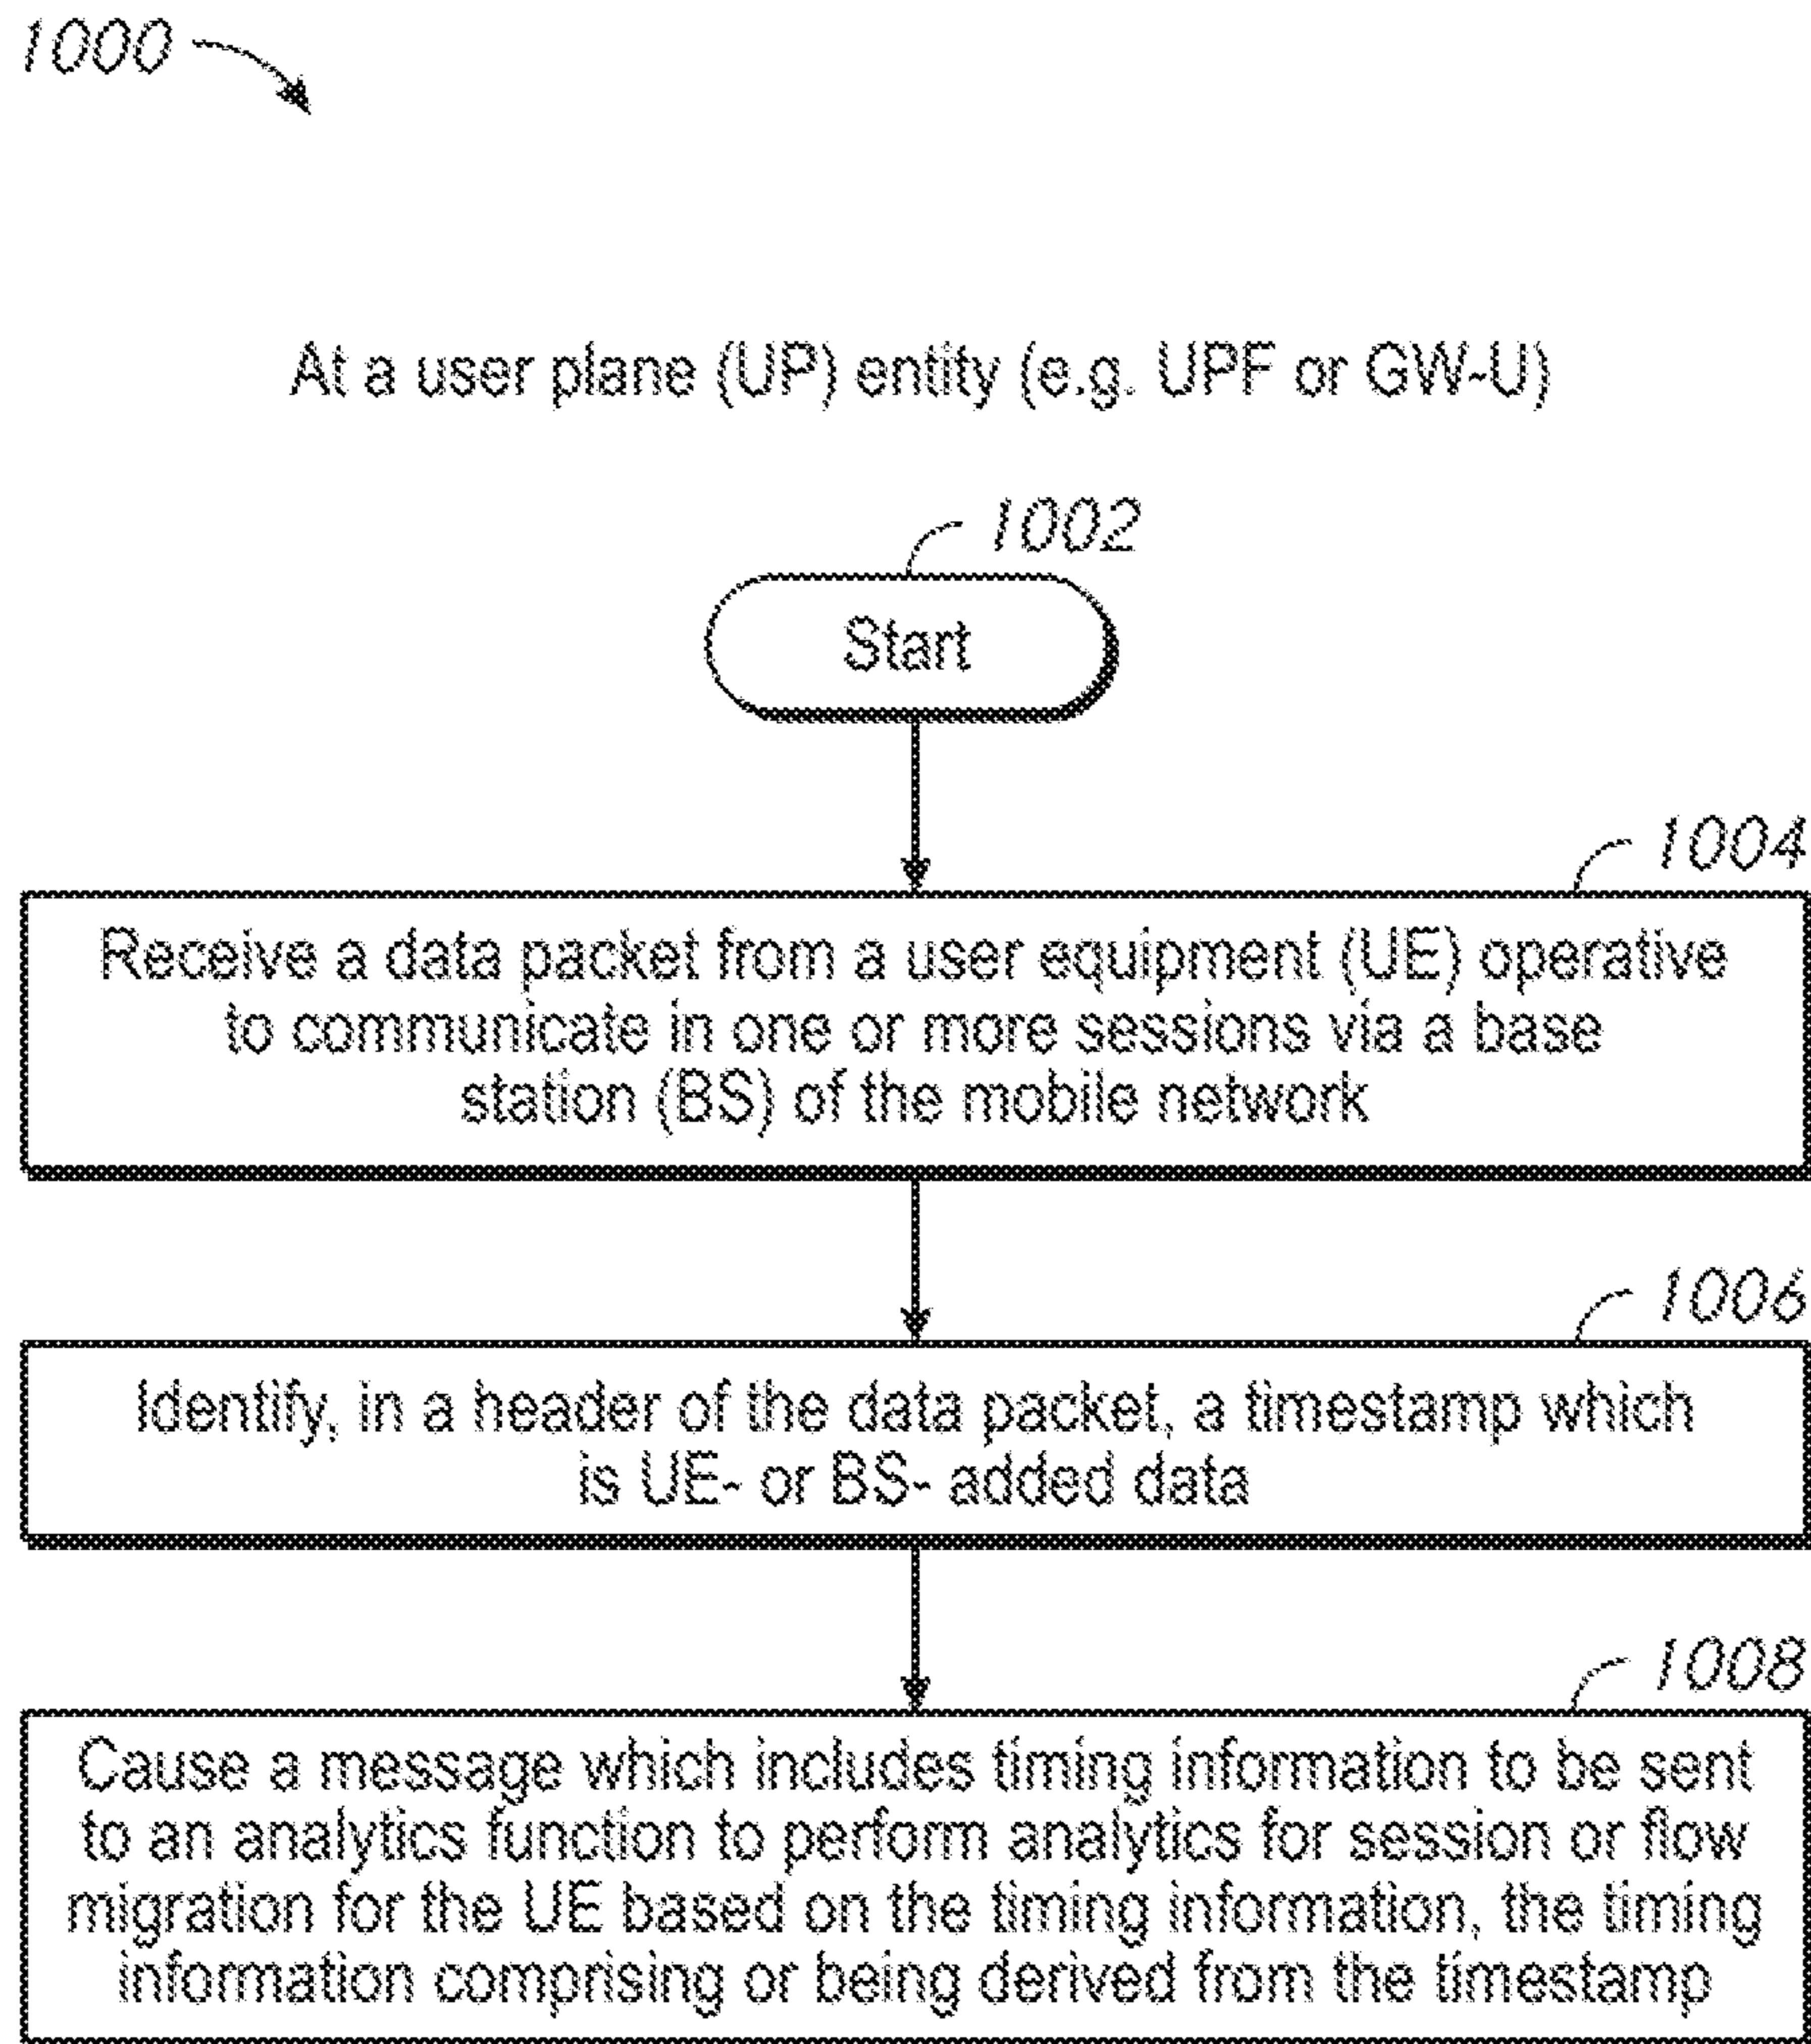 1000
At a user plane (UP) entity (e.g. UPF or GW-U)
1002
Start
1004
Receive a data packet from a user equipment (UE) operative
to communicate in one or more sessions via a base
station (BS) of the mobile network
1006
Identify, in a header of the data packet, a timestamp which
is UE- or BS- added data
1008
Cause a message which includes timing information to be sent
to an analytics function to perform analytics for session or flow
migration for the UE based on the timing information, the timing
information comprising or being derived from the timestamp